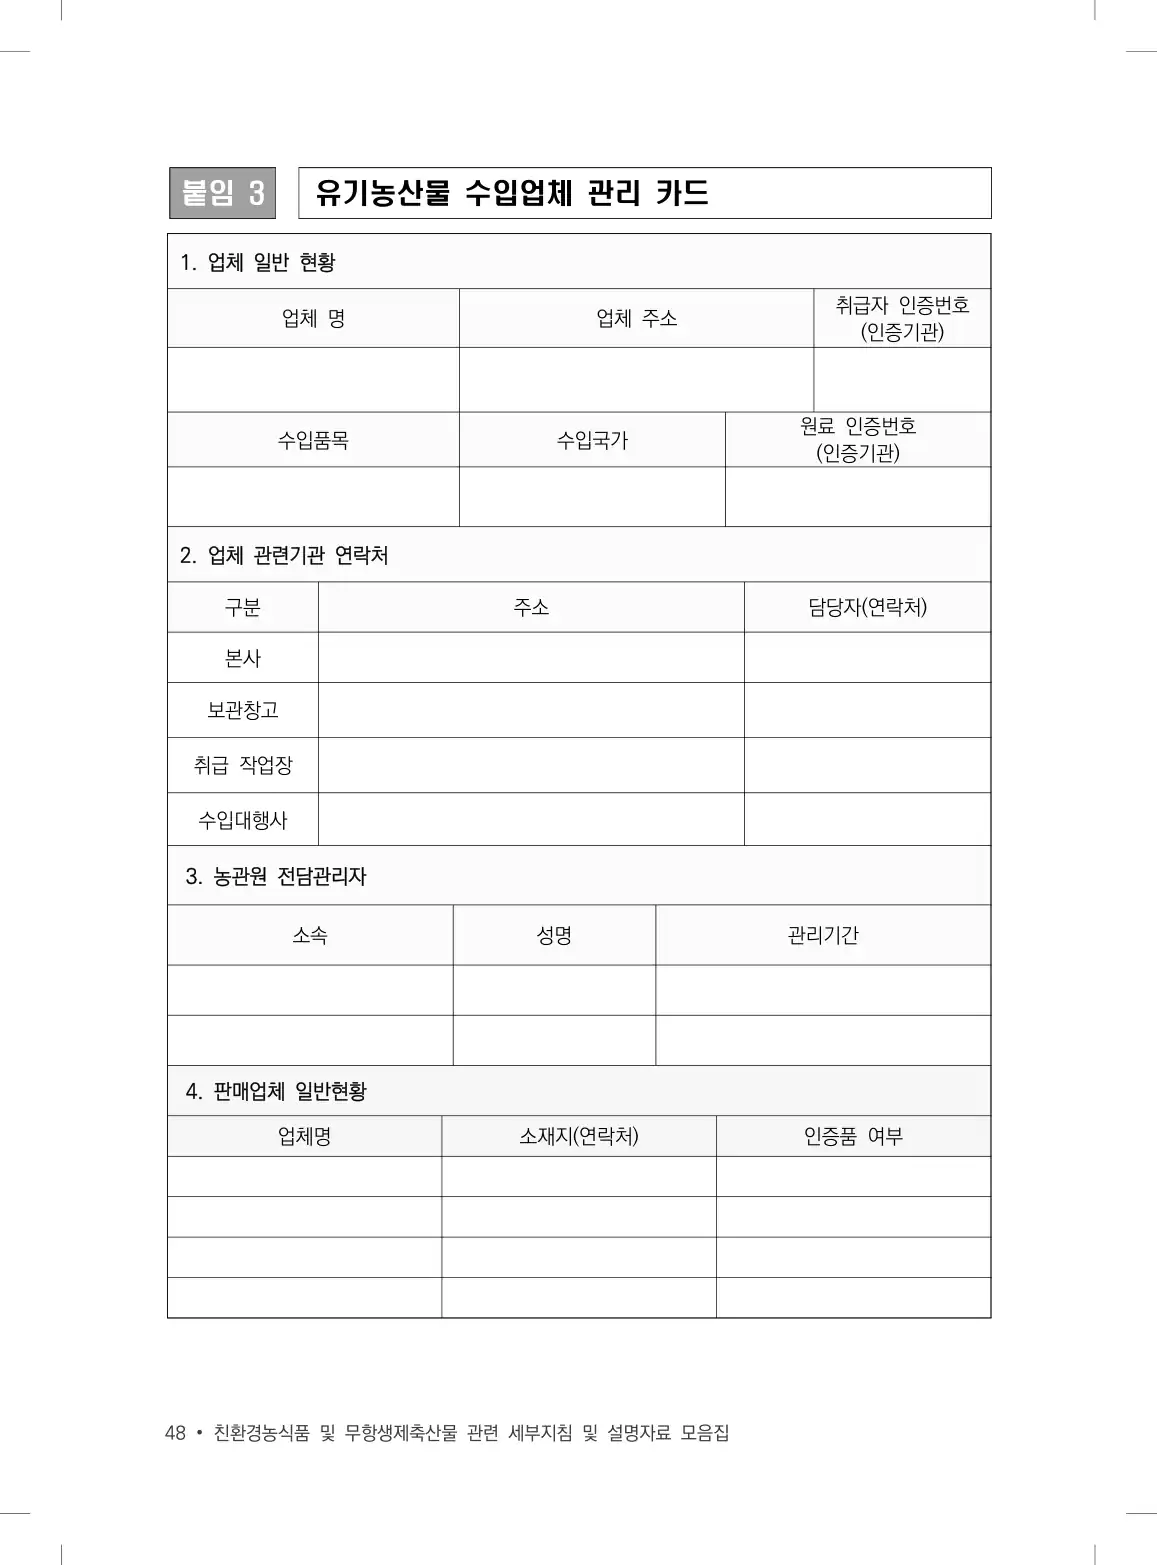 붙임 3
유기농산물 수입업체 관리 카드
1. 업체 일반 현황
업체 명
업체 주소
취급자 인증번호
(인증기관)
수입품목
수입국가
원료 인증번호
(인증기관)
2. 업체 관련기관 연락처
구분
주소
담당자(연락처)
본사
보관창고
취급 작업장
수입대행사
3. 농관원 전담관리자
소속
성명
관리기간
4. 판매업체 일반현황
업체명
소재지(연락처)
인증품 여부
48 • 친환경농식품 및 무항생제축산물 관련 세부지침 및 설명자료 모음집